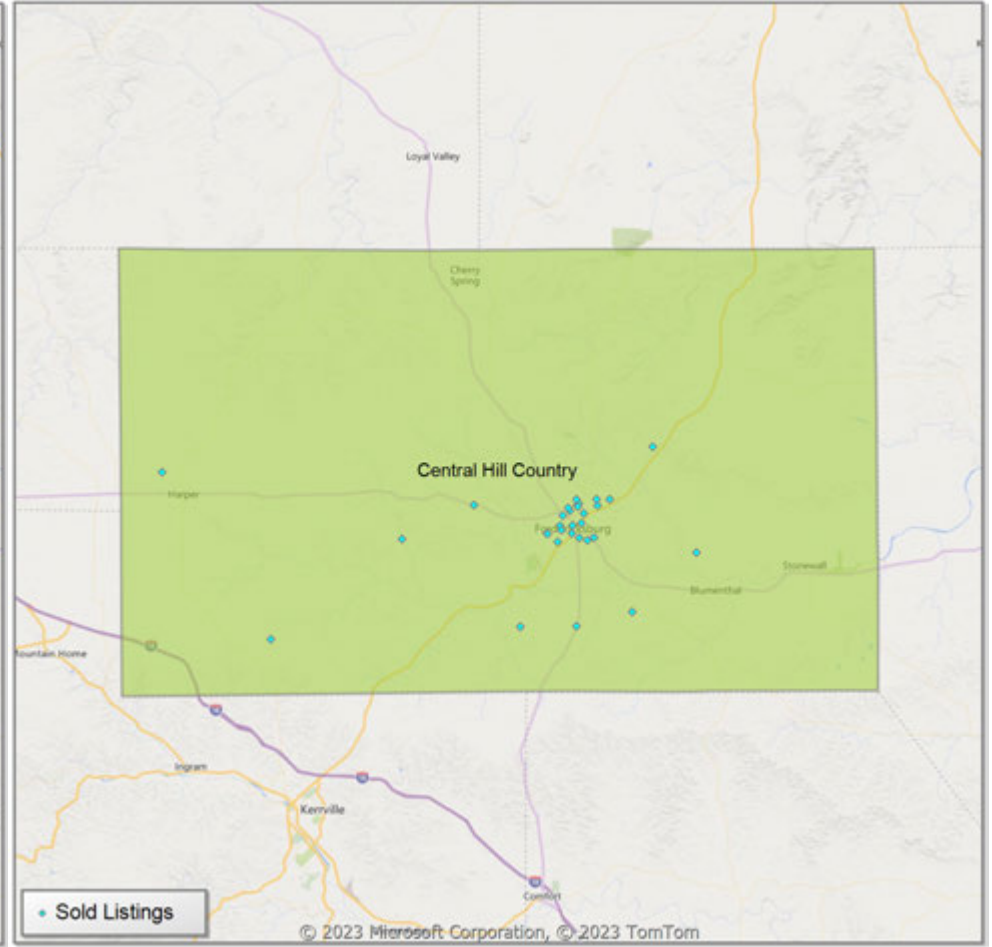 Loyal Valley
Cherry
Spring
Central Hill Country
Harper
Stonewall
Blumenthal
Mountain Home
Ingram
Kerrville
Comfort
Sold Listings
© 2023 Microsoft Corporation, © 2023 TomTom